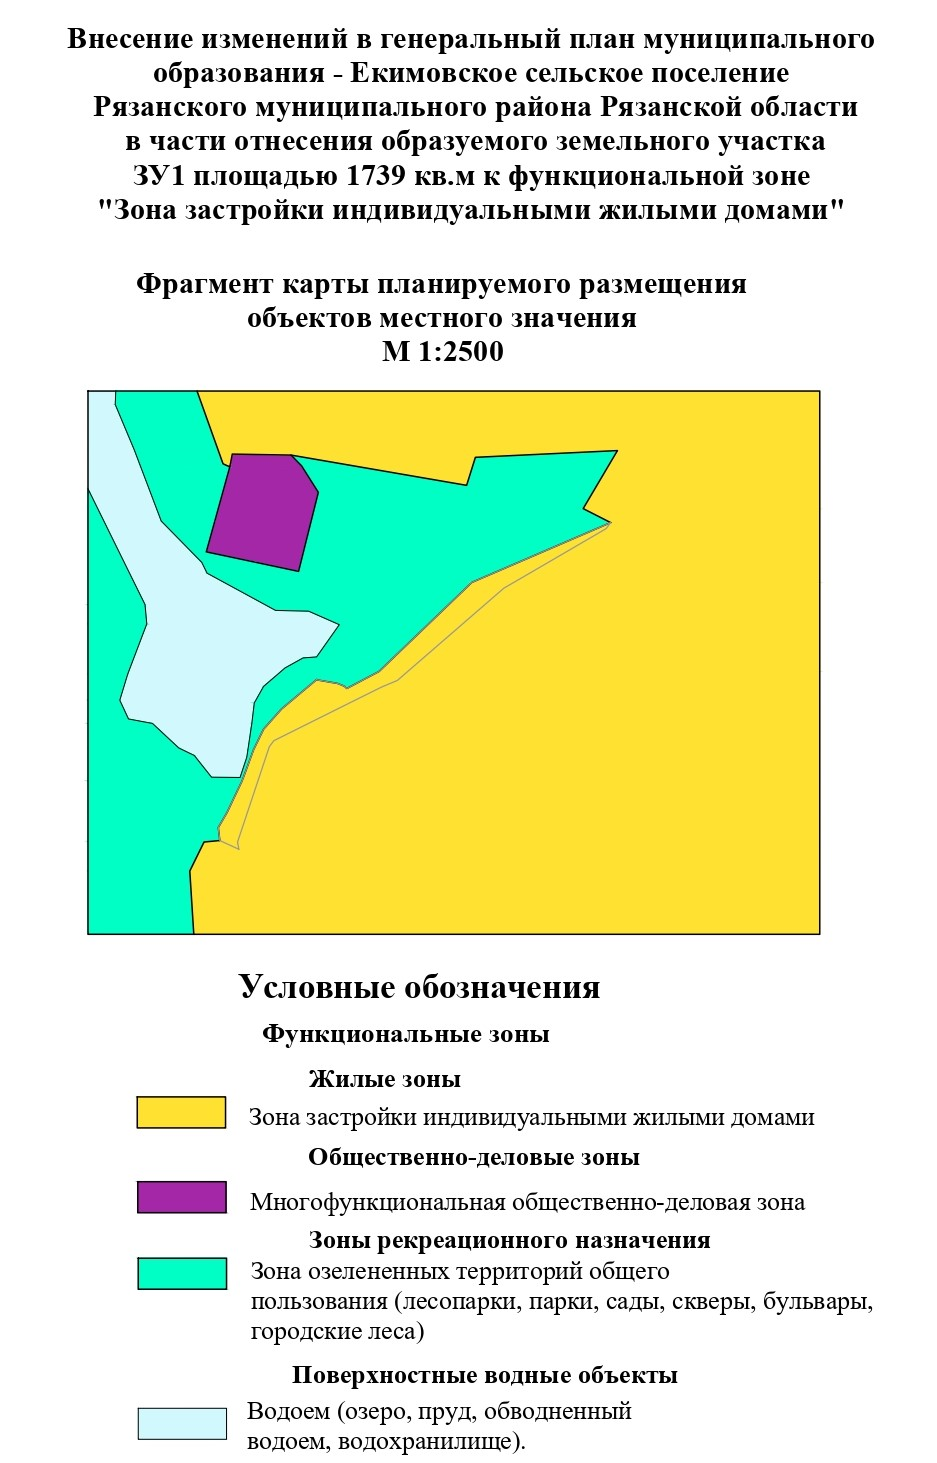 Внесение изменений в генеральный план муниципального
образования - Екимовское сельское поселение
Рязанского муниципального района Рязанской области
в части отнесения образуемого земельного участка
ЗУ1 площадью 1739 кв.м к функциональной зоне
"Зона застройки индивидуальными жилыми домами"
Фрагмент карты планируемого размещения
объектов местного значения
М 1:2500
Условные обозначения
Функциональные зоны
Жилые зоны
Зона застройки индивидуальными жилыми домами
Общественно-деловые зоны
Многофункциональная общественно-деловая зона
Зоны рекреационного назначения
Зона озелененных территорий общего
пользования (лесопарки, парки, сады, скверы, бульвары,
городские леса)
Поверхностные водные объекты
Водоем (озеро, пруд, обводненный
водоем, водохранилище).